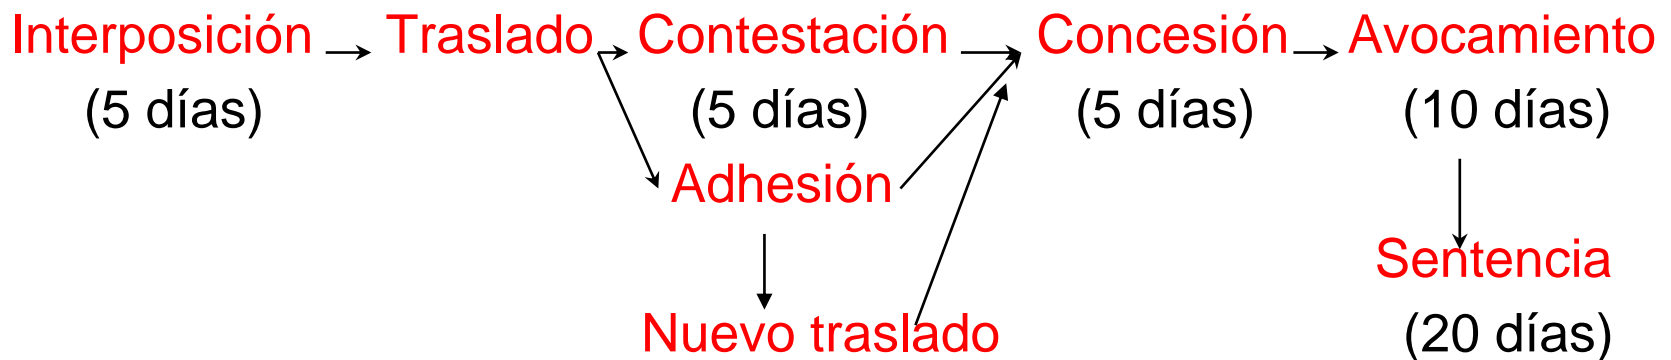 Interposición Traslado Contestación Concesión Avocamiento
(5 días) (5 días) (5 días) (10 días)
Adhesión
Sentencia
Nuevo traslado (20 días)